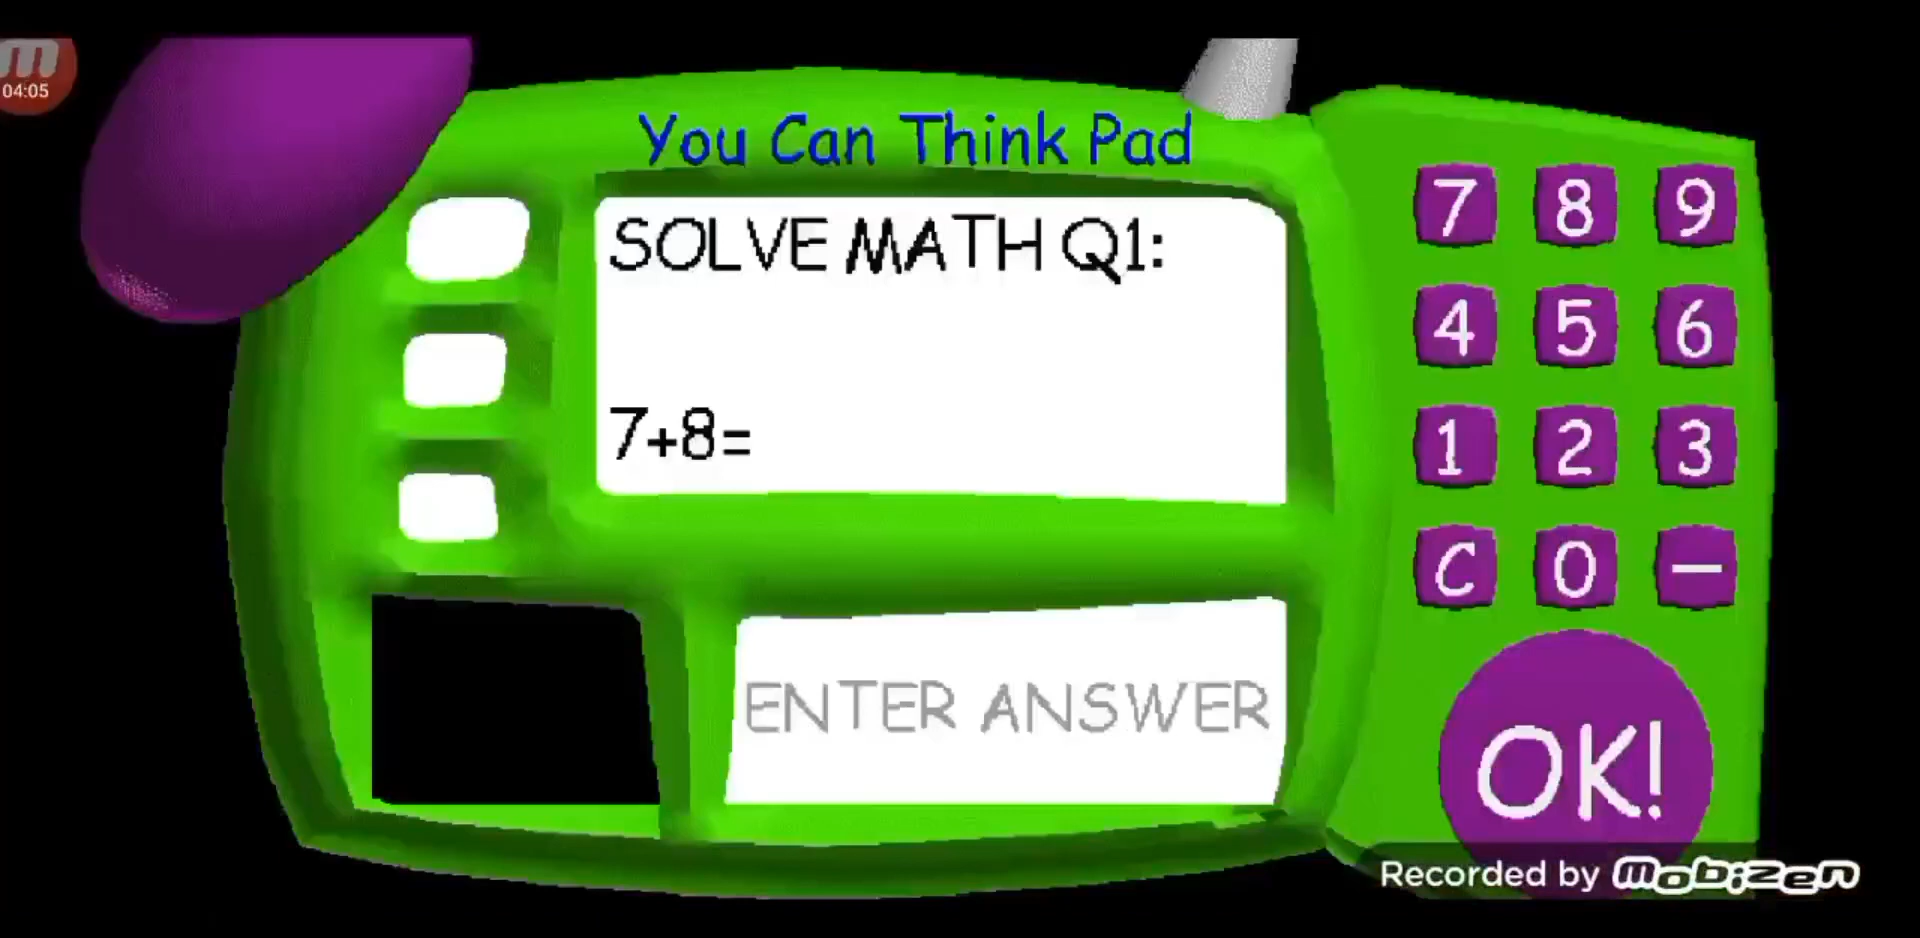 m
04:05
You Can Think Pad
SOLVE MATH Q1:
7+8=
ENTER ANSWER
7 8 9
4 5 6
1 2 3
C 0 –
OK!
Recorded by mobizen